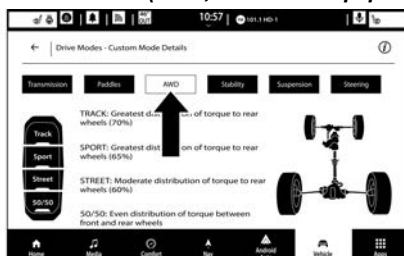 46°
OUT
10:57
101.1 HD-1
Drive Modes - Custom Mode Details
Transmission
Paddles
AWD
Stability
Suspension
Steering
Track
Sport
Street
50/50
TRACK: Greatest of torque to rear
wheels (70%)
SPORT: Greatest dist of torque to rear
wheels (65%)
STREET: Moderate distribution of torque to rear
wheels (60%)
50/50: Even distribution of torque between
front and rear wheels
Home
Media
Comfort
Nav
Android
Vehicle
Apps